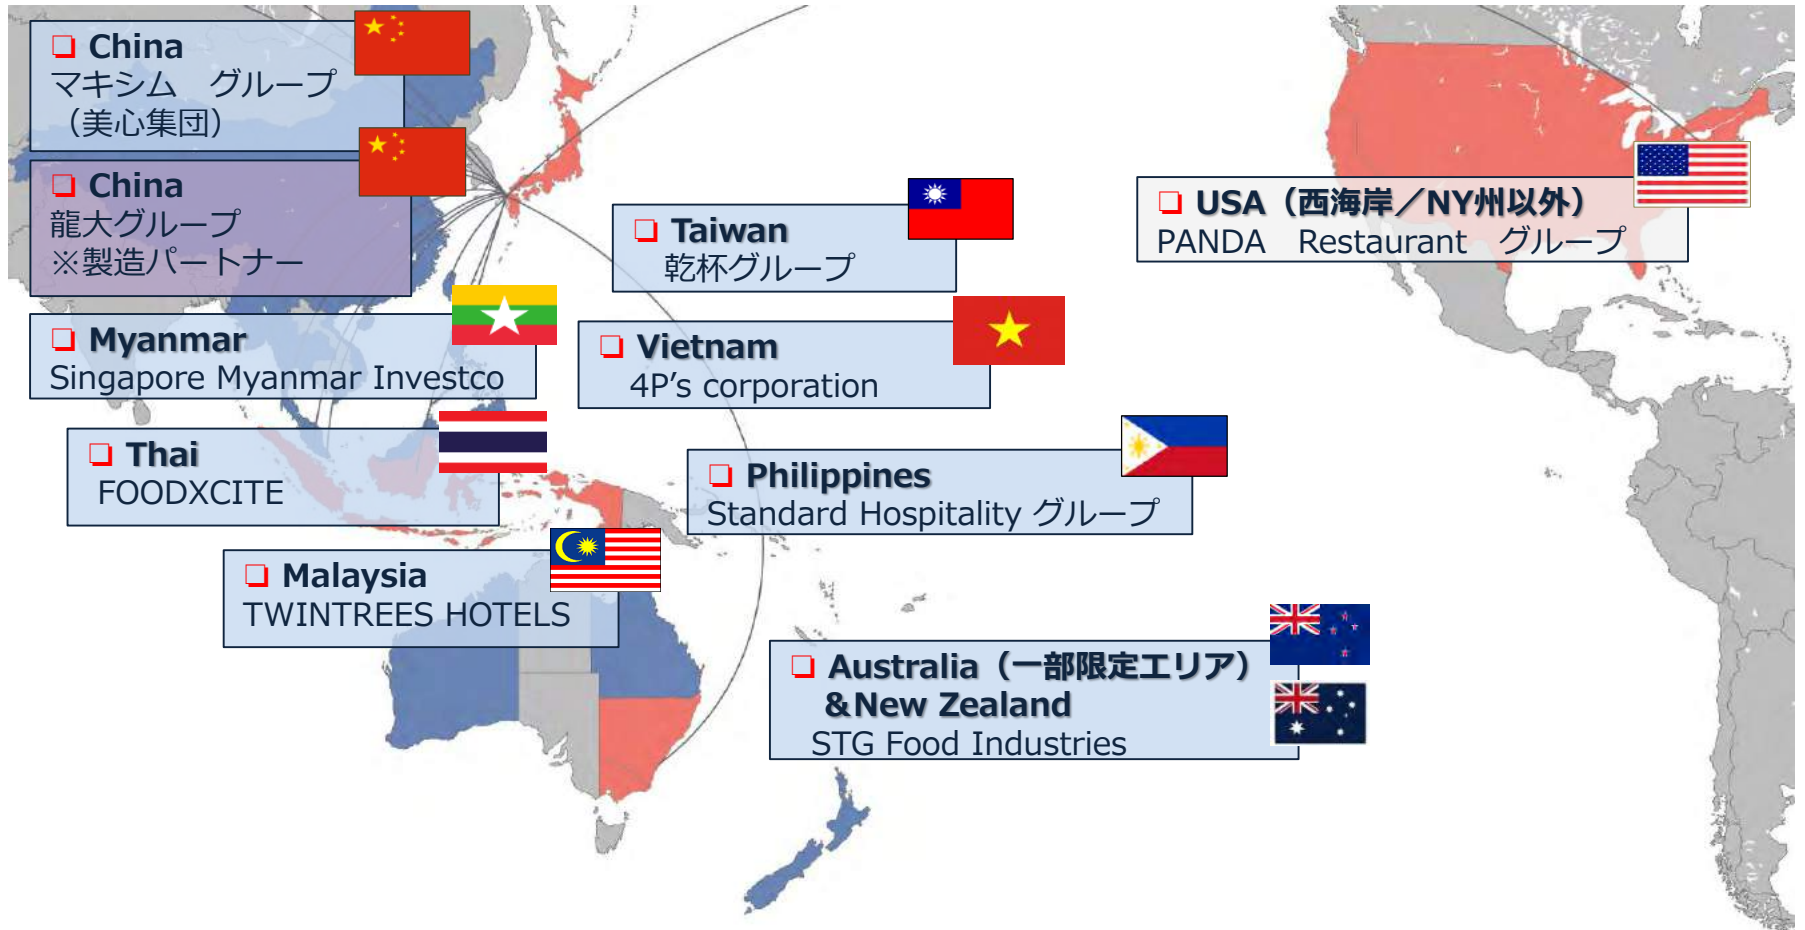 ❏ China
マキシム　グループ
（美心集団）
❏ China
龍大グループ
※製造パートナー
❏ Myanmar
Singapore Myanmar Investco
❏ Thai
FOODXCITE
❏ Malaysia
TWINTREES HOTELS
❏ Taiwan
乾杯グループ
❏ Vietnam
4P’s corporation
❏ Philippines
Standard Hospitality グループ
❏ Australia（一部限定エリア）
&New Zealand
STG Food Industries
❏ USA（西海岸／NY州以外）
PANDA　Restaurant　グループ